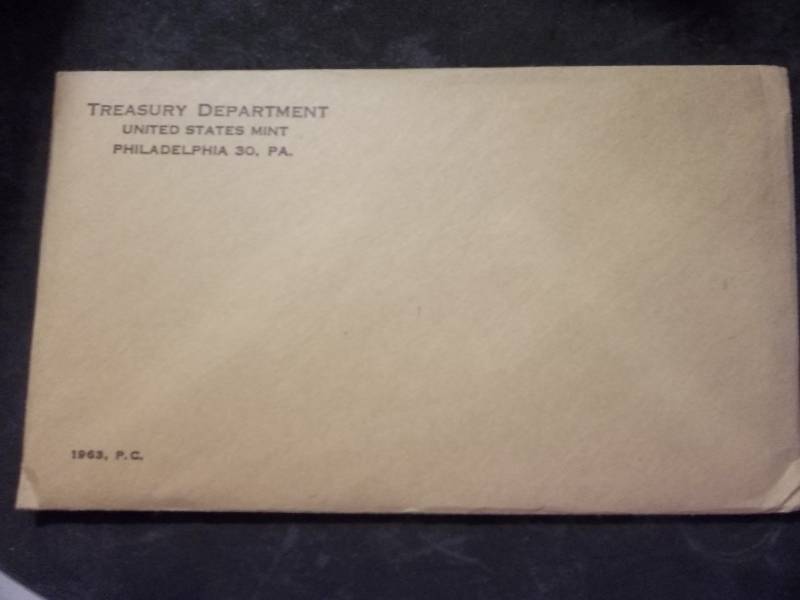 TREASURY DEPARTMENT
UNITED STATES MINT
PHILADELPHIA 30, PA.
1963, P.C.